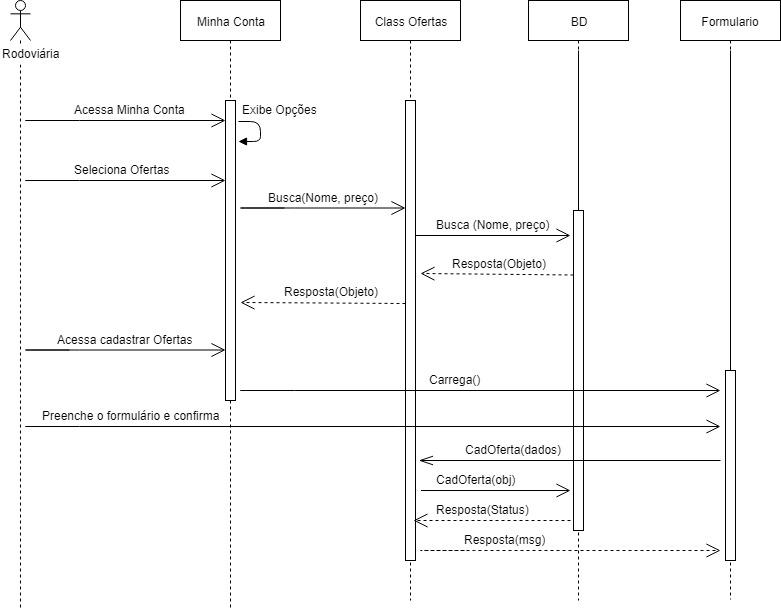 Minha Conta
Class Ofertas
BD
Formulario
Rodoviária
Acessa Minha Conta
Exibe Opções
Seleciona Ofertas
Busca(Nome, preço)
Busca (Nome, preço)
Resposta(Objeto)
Resposta(Objeto)
Acessa cadastrar Ofertas
Carrega()
Preenche o formulário e confirma
CadOferta(dados)
CadOferta(obj)
Resposta(Status)
Resposta(msg)